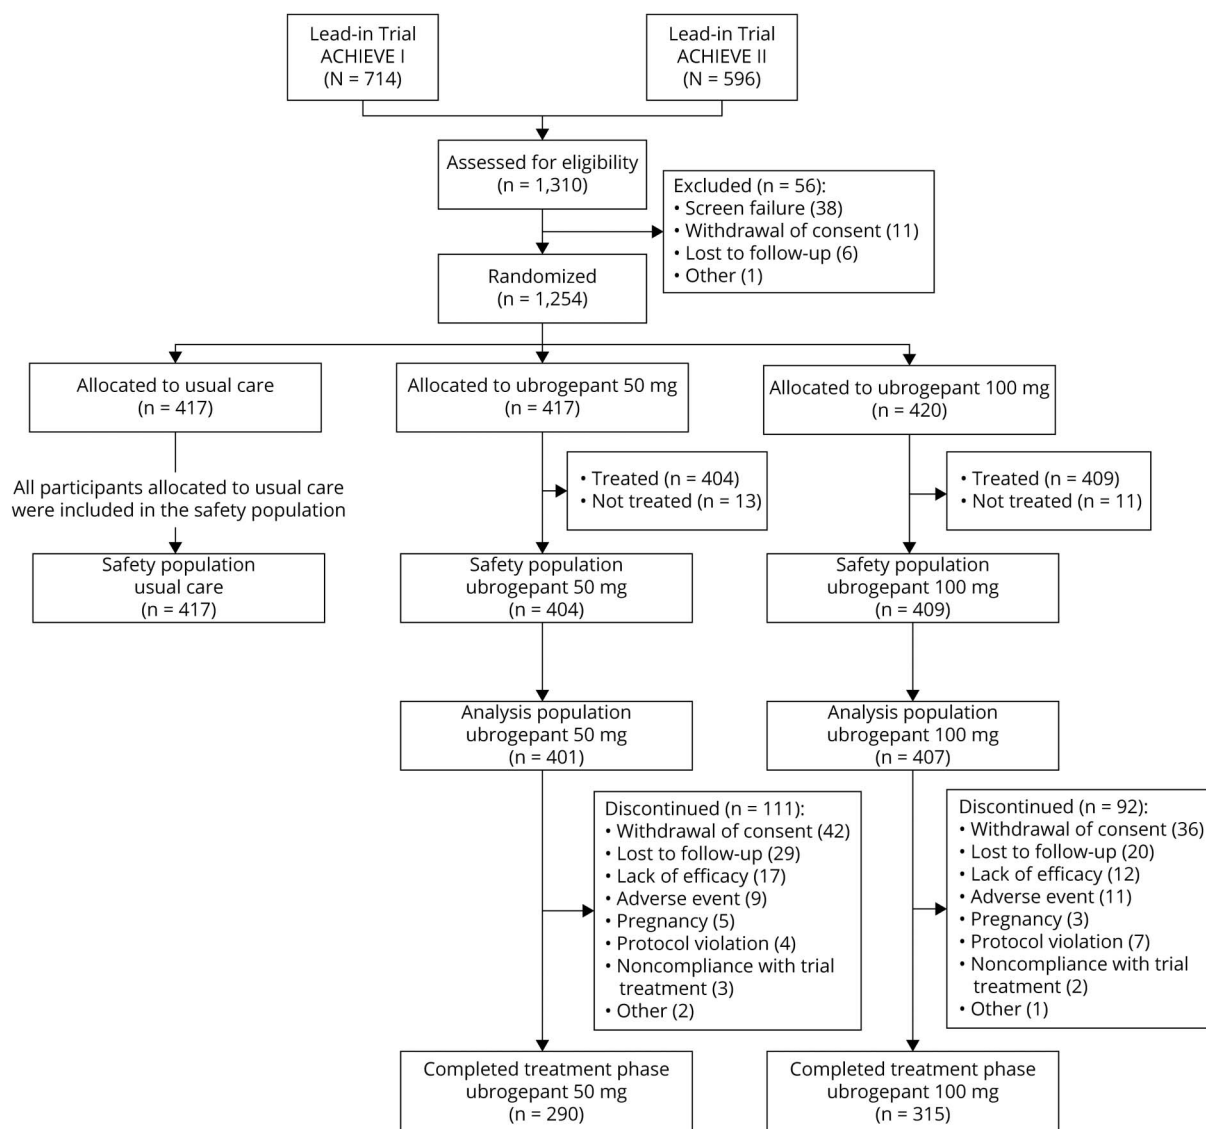 Lead-in Trial
ACHIEVE I
(N = 714)
Lead-in Trial
ACHIEVE II
(N = 596)
Assessed for eligibility
(n = 1,310)
Excluded (n = 56):
• Screen failure (38)
• Withdrawal of consent (11)
• Lost to follow-up (6)
• Other (1)
Randomized
(n = 1,254)
Allocated to usual care
(n = 417)
Allocated to ubrogepant 50 mg
(n = 417)
Allocated to ubrogepant 100 mg
(n = 420)
All participants allocated to usual care
were included in the safety population
• Treated (n = 404)
• Not treated (n = 13)
• Treated (n = 409)
• Not treated (n = 11)
Safety population
usual care
(n = 417)
Safety population
ubrogepant 50 mg
(n = 404)
Safety population
ubrogepant 100 mg
(n = 409)
Analysis population
ubrogepant 50 mg
(n = 401)
Analysis population
ubrogepant 100 mg
(n = 407)
Discontinued (n = 111):
• Withdrawal of consent (42)
• Lost to follow-up (29)
• Lack of efficacy (17)
• Adverse event (9)
• Pregnancy (5)
• Protocol violation (4)
• Noncompliance with trial
treatment (3)
• Other (2)
Discontinued (n = 92):
• Withdrawal of consent (36)
• Lost to follow-up (20)
• Lack of efficacy (12)
• Adverse event (11)
• Pregnancy (3)
• Protocol violation (7)
• Noncompliance with trial
treatment (2)
• Other (1)
Completed treatment phase
ubrogepant 50 mg
(n = 290)
Completed treatment phase
ubrogepant 100 mg
(n = 315)